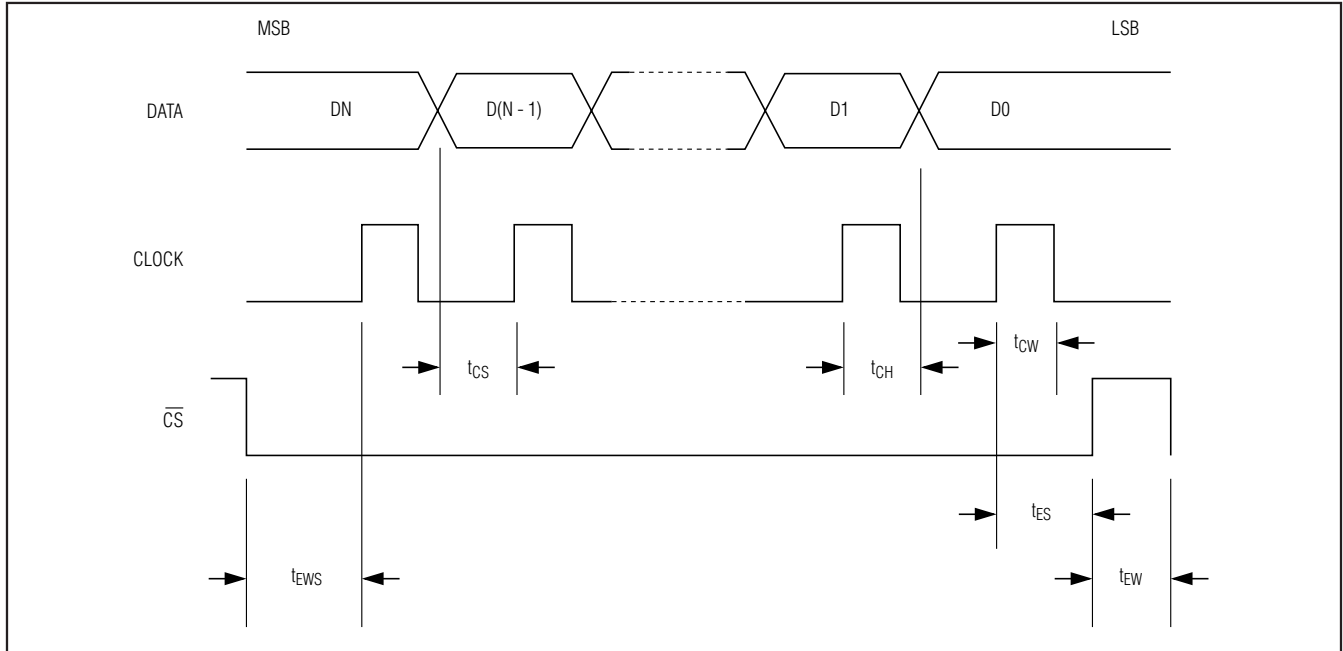 MSB LSB
DATA DN D(N - 1) D1 D0
CLOCK
tCS tCH tCW
CS
tES
tEWS tEW